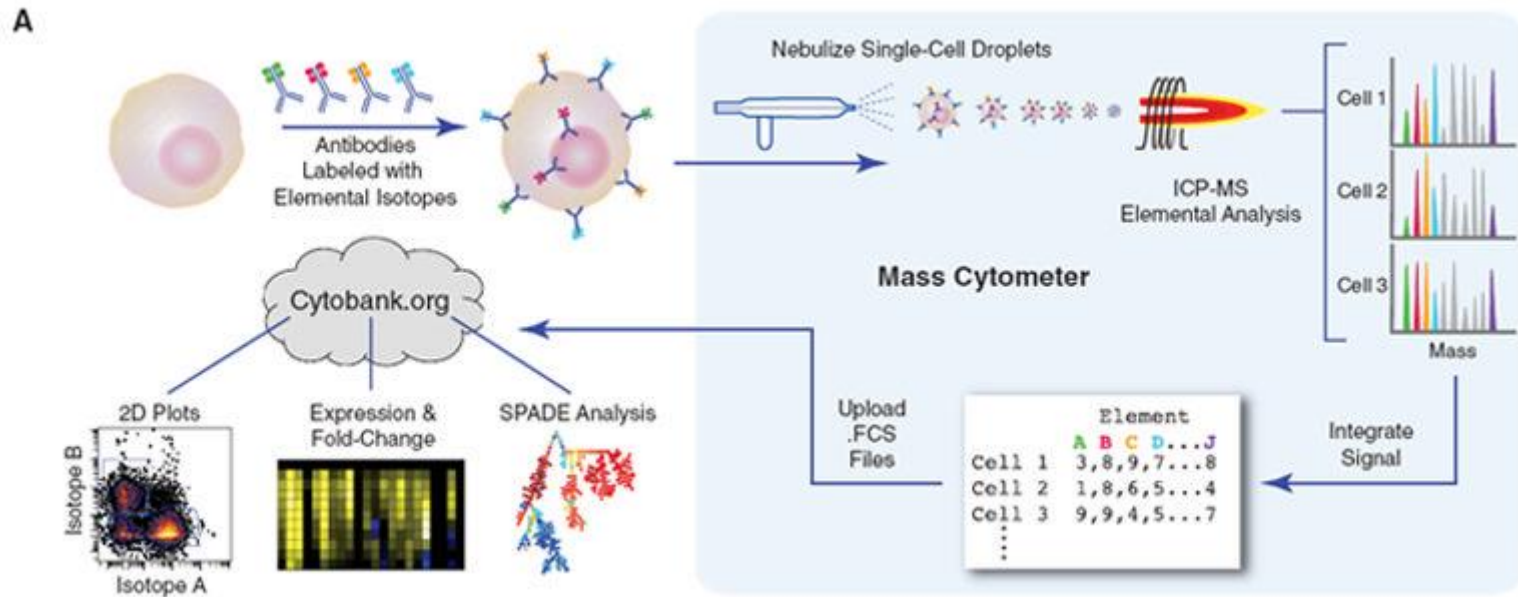 A
Antibodies
Labeled with
Elemental Isotopes
Nebulize Single-Cell Droplets
ICP-MS
Elemental Analysis
Cell 1
Cell 2
Cell 3
Mass
Mass Cytometer
Integrate
Signal
Element
A B C D...J
Cell 1 3,8,9,7...8
Cell 2 1,8,6,5...4
Cell 3 9,9,4,5...7
Upload
.FCS
Files
Cytobank.org
2D Plots
Isotope B
Isotope A
Expression &
Fold-Change
SPADE Analysis